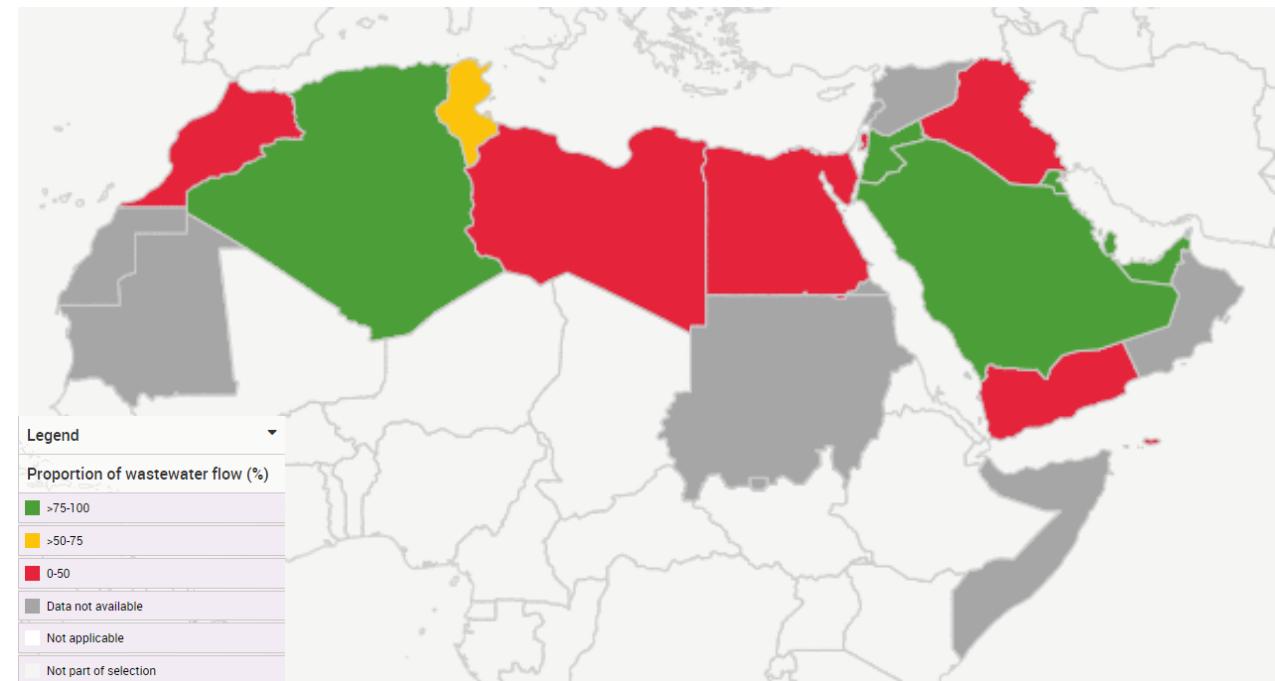 Legend
Proportion of wastewater flow (%)
>75-100
>50-75
0-50
Data not available
Not applicable
Not part of selection